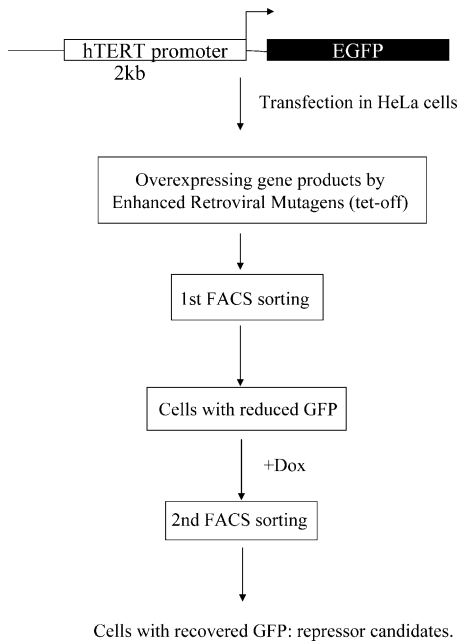 hTERT promoter
EGFP
2kb
Transfection in HeLa cells
Overexpressing gene products by
Enhanced Retroviral Mutagens (tet-off)
1st FACS sorting
Cells with reduced GFP
+Dox
2nd FACS sorting
Cells with recovered GFP: repressor candidates.